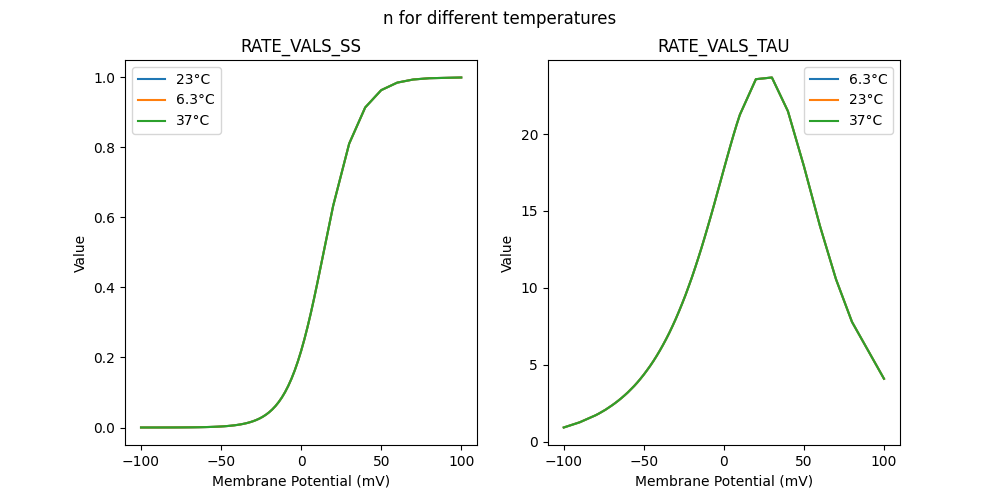 n for different temperatures
RATE_VALS_SS
1.0
0.8
0.6
0.4
0.2
0.0
Value
23°C
6.3°C
37°C
−100
−50
0
50
100
Membrane Potential (mV)
RATE_VALS_TAU
20
15
10
5
0
Value
6.3°C
23°C
37°C
−100
−50
0
50
100
Membrane Potential (mV)